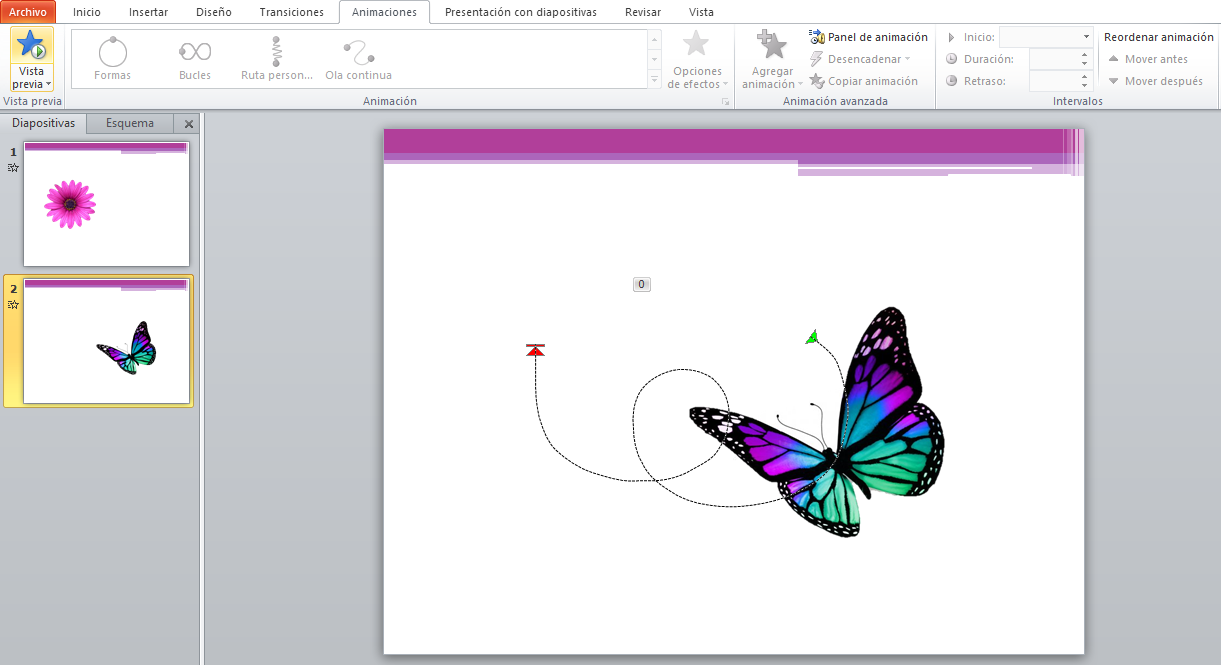 Archivo Inicio Insertar Diseño Transiciones Animaciones Presentación con diapositivas Revisar Vista
Vista previa
Vista previa
Formas Bucles Ruta person... Ola continua
Opciones de efectos
Animación
Agregar animación
Panel de animación
Desencadenar
Copiar animación
Animación avanzada
Inicio:
Duración:
Retraso:
Reordenar animación
Mover antes
Mover después
Intervalos
Diapositivas Esquema
1
2
0